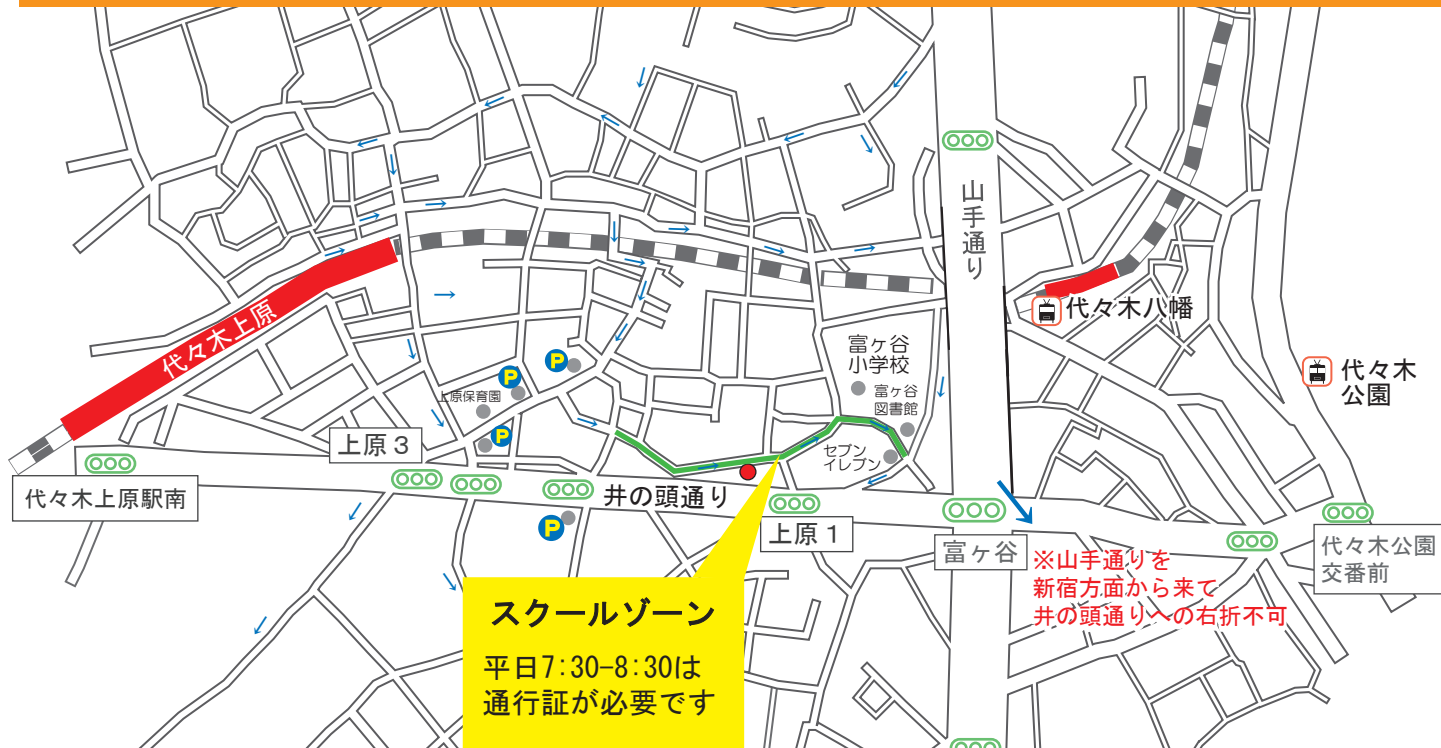 山手通り
代々木八幡
代々木
公園
代々木上原
富ヶ谷
小学校
富ヶ谷
図書館
セブン
イレブン
P
P
上原保育園
P
上原3
代々木上原駅南
井の頭通り
P
上原1
富ヶ谷
代々木公園
交番前
※山手通りを
新宿方面から来て
井の頭通りへの右折不可
スクールゾーン
平日7:30-8:30は
通行証が必要です